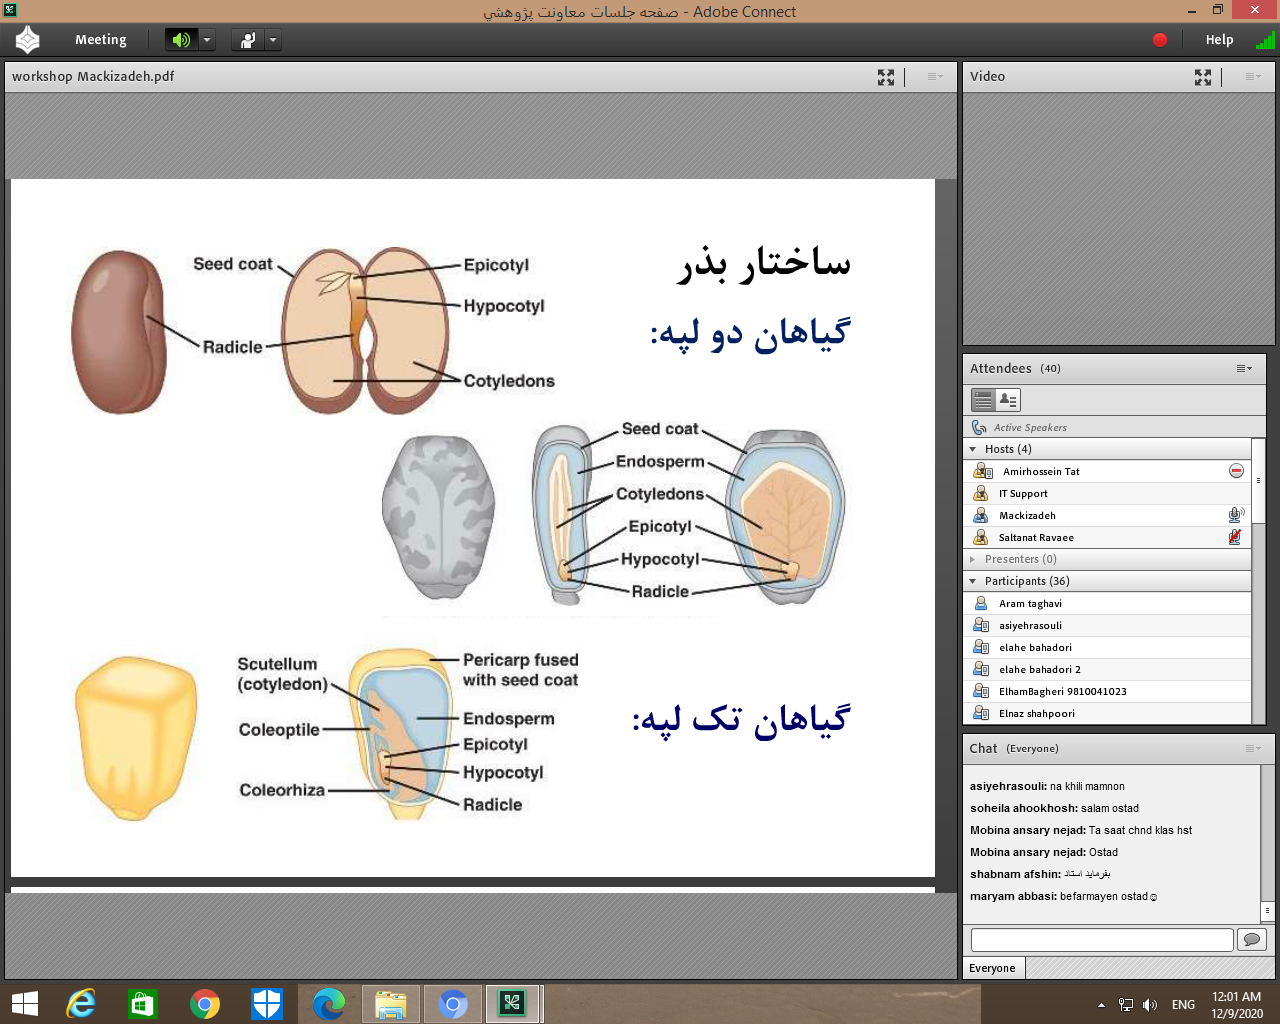 صفحه جلسات معاونت پژوهشي - Adobe Connect
Meeting
Help
workshop Mackizadeh.pdf
ساختار بذر
گیاهان دو لپه:
Seed coat
Radicle
Epicotyl
Hypocotyl
Cotyledons
Seed coat
Endosperm
Cotyledons
Epicotyl
Hypocotyl
Radicle
گیاهان تک لپه:
Scutellum
(cotyledon)
Coleoptile
Coleorhiza
Pericarp fused
with seed coat
Endosperm
Epicotyl
Hypocotyl
Radicle
Video
Attendees (40)
Active Speakers
Hosts (4)
Amirhossein Tat
IT Support
Mackizadeh
Saltanat Ravaee
Presenters (0)
Participants (36)
Aram taghavi
asiyehrasouli
elahe bahadori
elahe bahadori 2
ElhamBagheri 9810041023
Elnaz shahpoori
Chat (Everyone)
asiyehrasouli: na khili mamnon
soheila ahookhosh: salam ostad
Mobina ansary nejad: Ta saat chnd klas hst
Mobina ansary nejad: Ostad
shabnam afshin: بفرمایید استاد
maryam abbasi: befarmayen ostad☺
Everyone
ENG
12:01 AM
12/9/2020